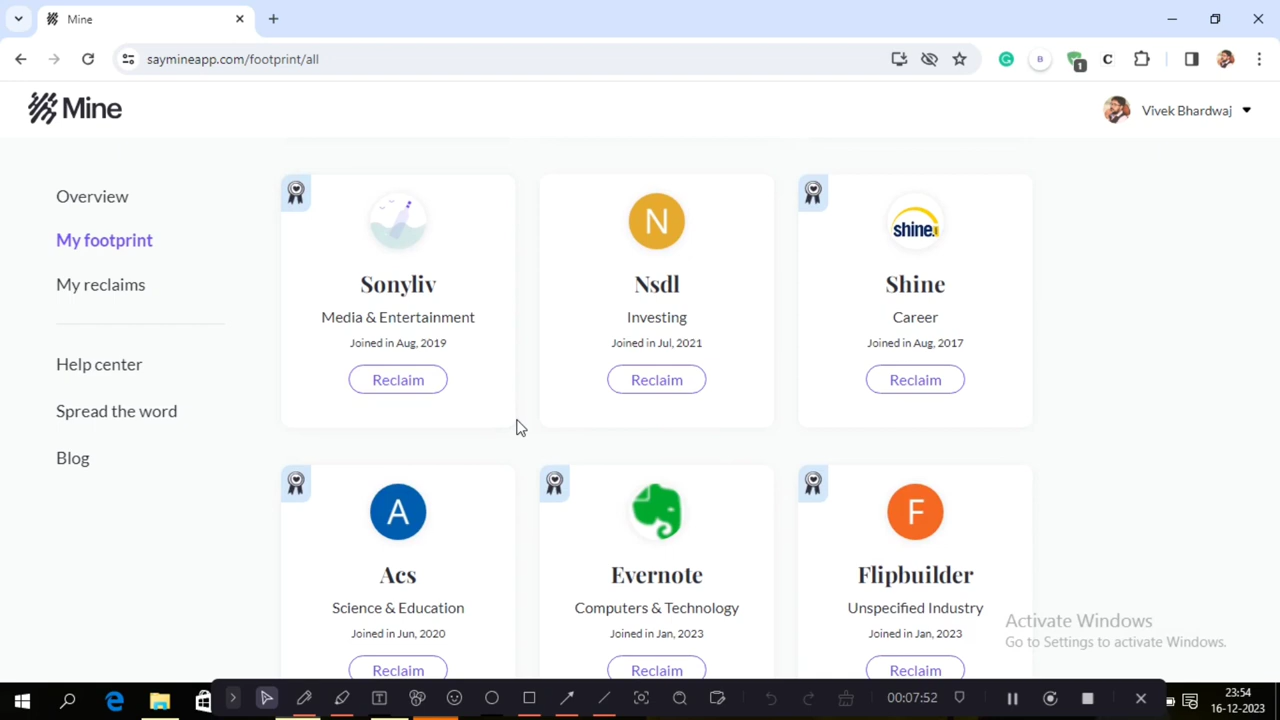 Mine
saymineapp.com/footprint/all
B
1
C
Mine
Vivek Bhardwaj
Overview
My footprint
My reclaims
Help center
Spread the word
Blog
Sonyliv
Media & Entertainment
Joined in Aug, 2019
Reclaim
N
Nsdl
Investing
Joined in Jul, 2021
Reclaim
shine.
Shine
Career
Joined in Aug, 2017
Reclaim
A
Acs
Science & Education
Joined in Jun, 2020
Reclaim
Evernote
Computers & Technology
Joined in Jan, 2023
Reclaim
F
Flipbuilder
Unspecified Industry
Joined in Jan, 2023
Reclaim
Activate Windows
Go to Settings to activate Windows.
00:07:52
23:54
16-12-2023